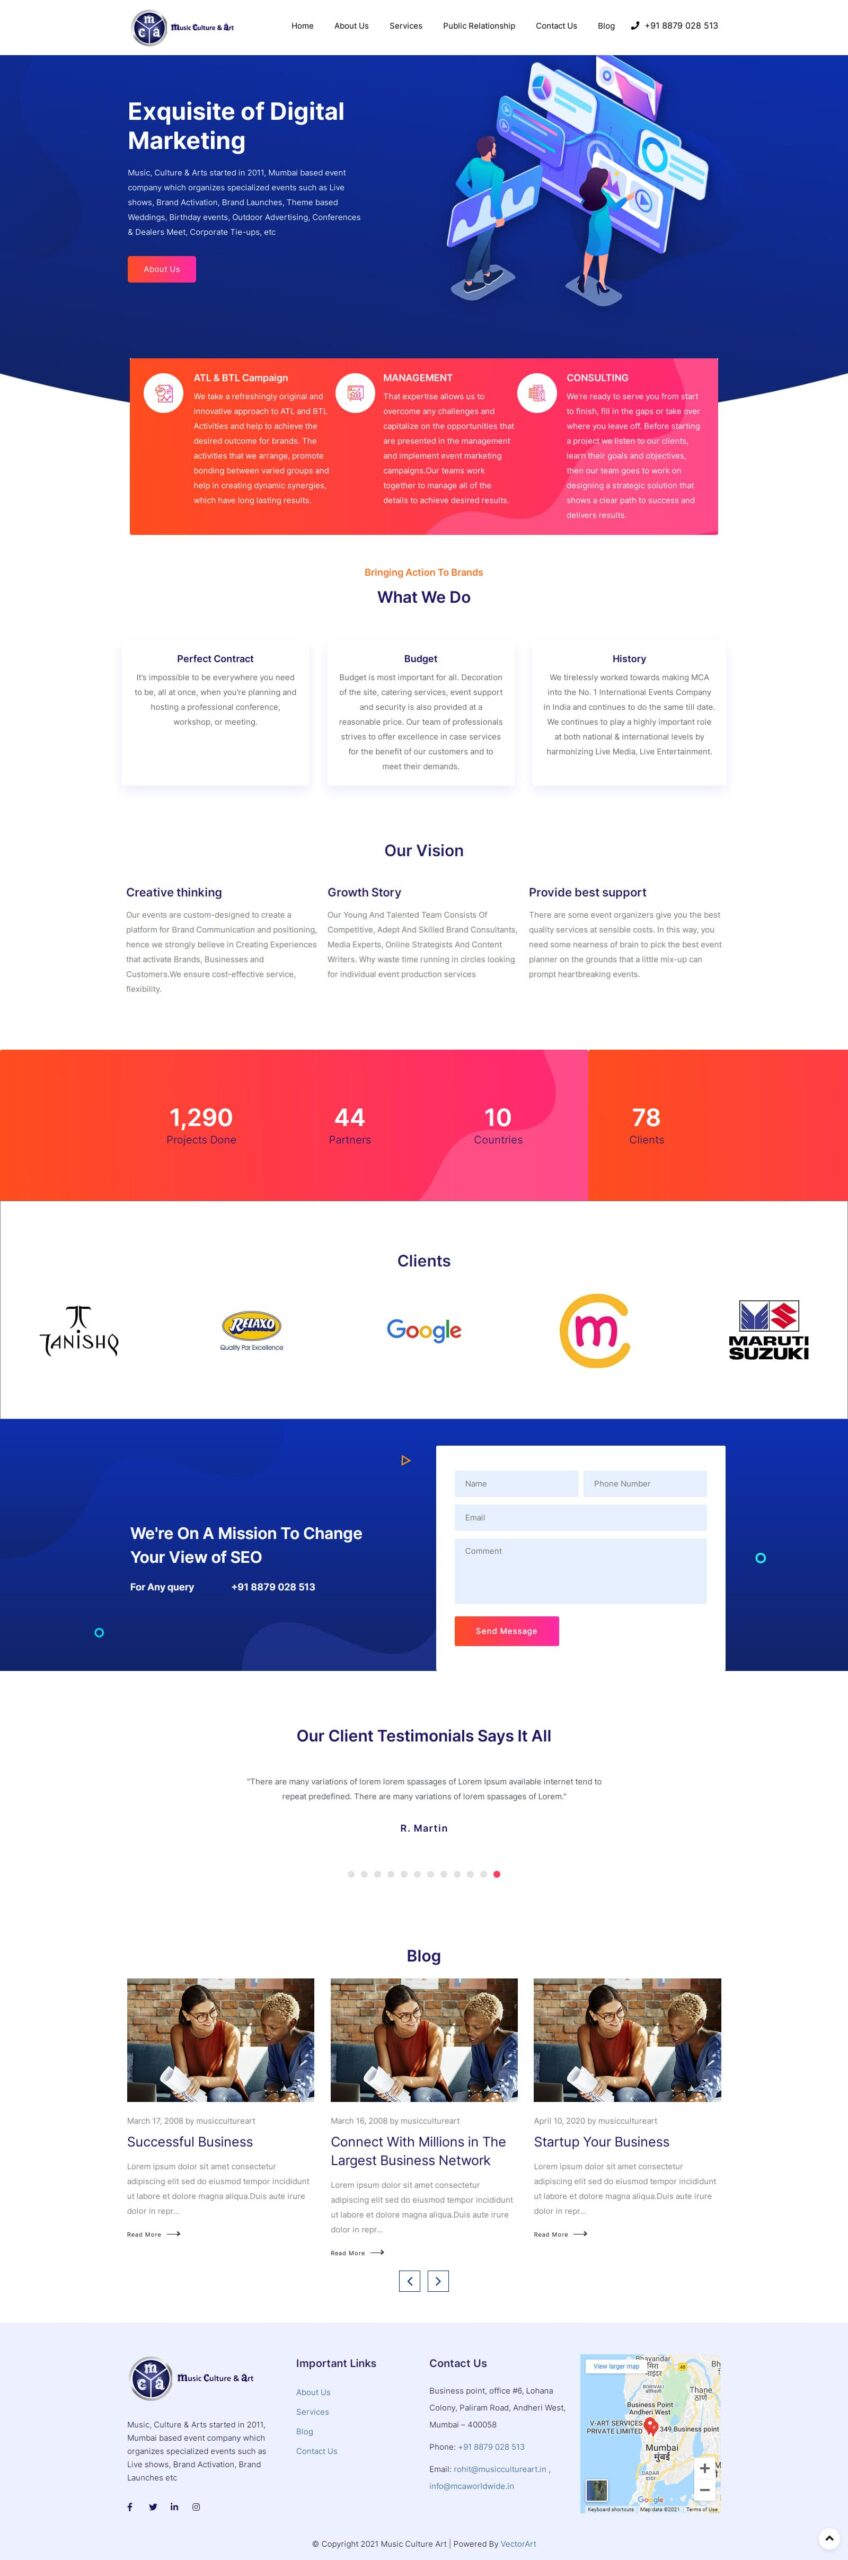 mca Music Culture & Art
Home About Us Services Public Relationship Contact Us Blog +91 8879 028 513
Exquisite of Digital
Marketing
Music, Culture & Arts started in 2011, Mumbai based event
company which organizes specialized events such as Live
shows, Brand Activation, Brand Launches, Theme based
Weddings, Birthday events, Outdoor Advertising, Conferences
& Dealers Meet, Corporate Tie-ups, etc
About Us
ATL & BTL Campaign
We take a refreshingly original and
innovative approach to ATL and BTL
Activities and help to achieve the
desired outcome for brands. The
activities that we arrange, promote
bonding between varied groups and
help in creating dynamic synergies,
which have long lasting results.
MANAGEMENT
That expertise allows us to
overcome any challenges and
capitalize on the opportunities that
are presented in the management
and implement event marketing
campaigns.Our teams work
together to manage all of the
details to achieve desired results.
CONSULTING
We're ready to serve you from start
to finish, fill in the gaps or take over
where you leave off. Before starting
a project we listen to our clients,
learn their goals and objectives,
then our team goes to work on
designing a strategic solution that
shows a clear path to success and
delivers results.
Bringing Action To Brands
What We Do
Perfect Contract
It's impossible to be everywhere you need
to be, all at once, when you're planning and
hosting a professional conference,
workshop, or meeting.
Budget
Budget is most important for all. Decoration
of the site, catering services, event support
and security is also provided at a
reasonable price. Our team of professionals
strives to offer excellence in case services
for the benefit of our customers and to
meet their demands.
History
We tirelessly worked towards making MCA
into the No. 1 International Events Company
in India and continues to do the same till date.
We continues to play a highly important role
at both national & international levels by
harmonizing Live Media, Live Entertainment.
Our Vision
Creative thinking
Our events are custom-designed to create a
platform for Brand Communication and positioning,
hence we strongly believe in Creating Experiences
that activate Brands, Businesses and
Customers.We ensure cost-effective service,
flexibility.
Growth Story
Our Young And Talented Team Consists Of
Competitive, Adept And Skilled Brand Consultants,
Media Experts, Online Strategists And Content
Writers. Why waste time running in circles looking
for individual event production services
Provide best support
There are some event organizers give you the best
quality services at sensible costs. In this way, you
need some nearness of brain to pick the best event
planner on the grounds that a little mix-up can
prompt heartbreaking events.
1,290 44 10 78
Projects Done Partners Countries Clients
Clients
TANISHQ
RELAXO
Quality Par Excellence
Google
m
MARUTI
SUZUKI
We're On A Mission To Change
Your View of SEO
For Any query +91 8879 028 513
Name Phone Number
Email
Comment
Send Message
Our Client Testimonials Says It All
"There are many variations of lorem lorem spassages of Lorem Ipsum available internet tend to
repeat predefined. There are many variations of lorem spassages of Lorem."
R. Martin
Blog
March 17, 2008 by musiccultureart
Successful Business
Lorem ipsum dolor sit amet consectetur
adipiscing elit sed do eiusmod tempor incididunt
ut labore et dolore magna aliqua.Duis aute irure
dolor in repr...
Read More
March 16, 2008 by musiccultureart
Connect With Millions in The
Largest Business Network
Lorem ipsum dolor sit amet consectetur
adipiscing elit sed do eiusmod tempor incididunt
ut labore et dolore magna aliqua.Duis aute irure
dolor in repr...
Read More
April 10, 2020 by musiccultureart
Startup Your Business
Lorem ipsum dolor sit amet consectetur
adipiscing elit sed do eiusmod tempor incididunt
ut labore et dolore magna aliqua.Duis aute irure
dolor in repr...
Read More
mca Music Culture & Art
Music, Culture & Arts started in 2011,
Mumbai based event company which
organizes specialized events such as
Live shows, Brand Activation, Brand
Launches etc
Important Links
About Us
Services
Blog
Contact Us
Contact Us
Business point, office #6, Lohana
Colony, Paliram Road, Andheri West,
Mumbai – 400058
Phone: +91 8879 028 513
Email: rohit@musiccultureart.in ,
info@mcaworldwide.in
View larger map
Thane
ठाणे
Business Point
Andheri West
V-ART SERVICES
PRIVATE LIMITED
349 Business point
Mumbai
मुंबई
DADAR
Google
Keyboard shortcuts Map data ©2021 Terms of Use
© Copyright 2021 Music Culture Art | Powered By VectorArt